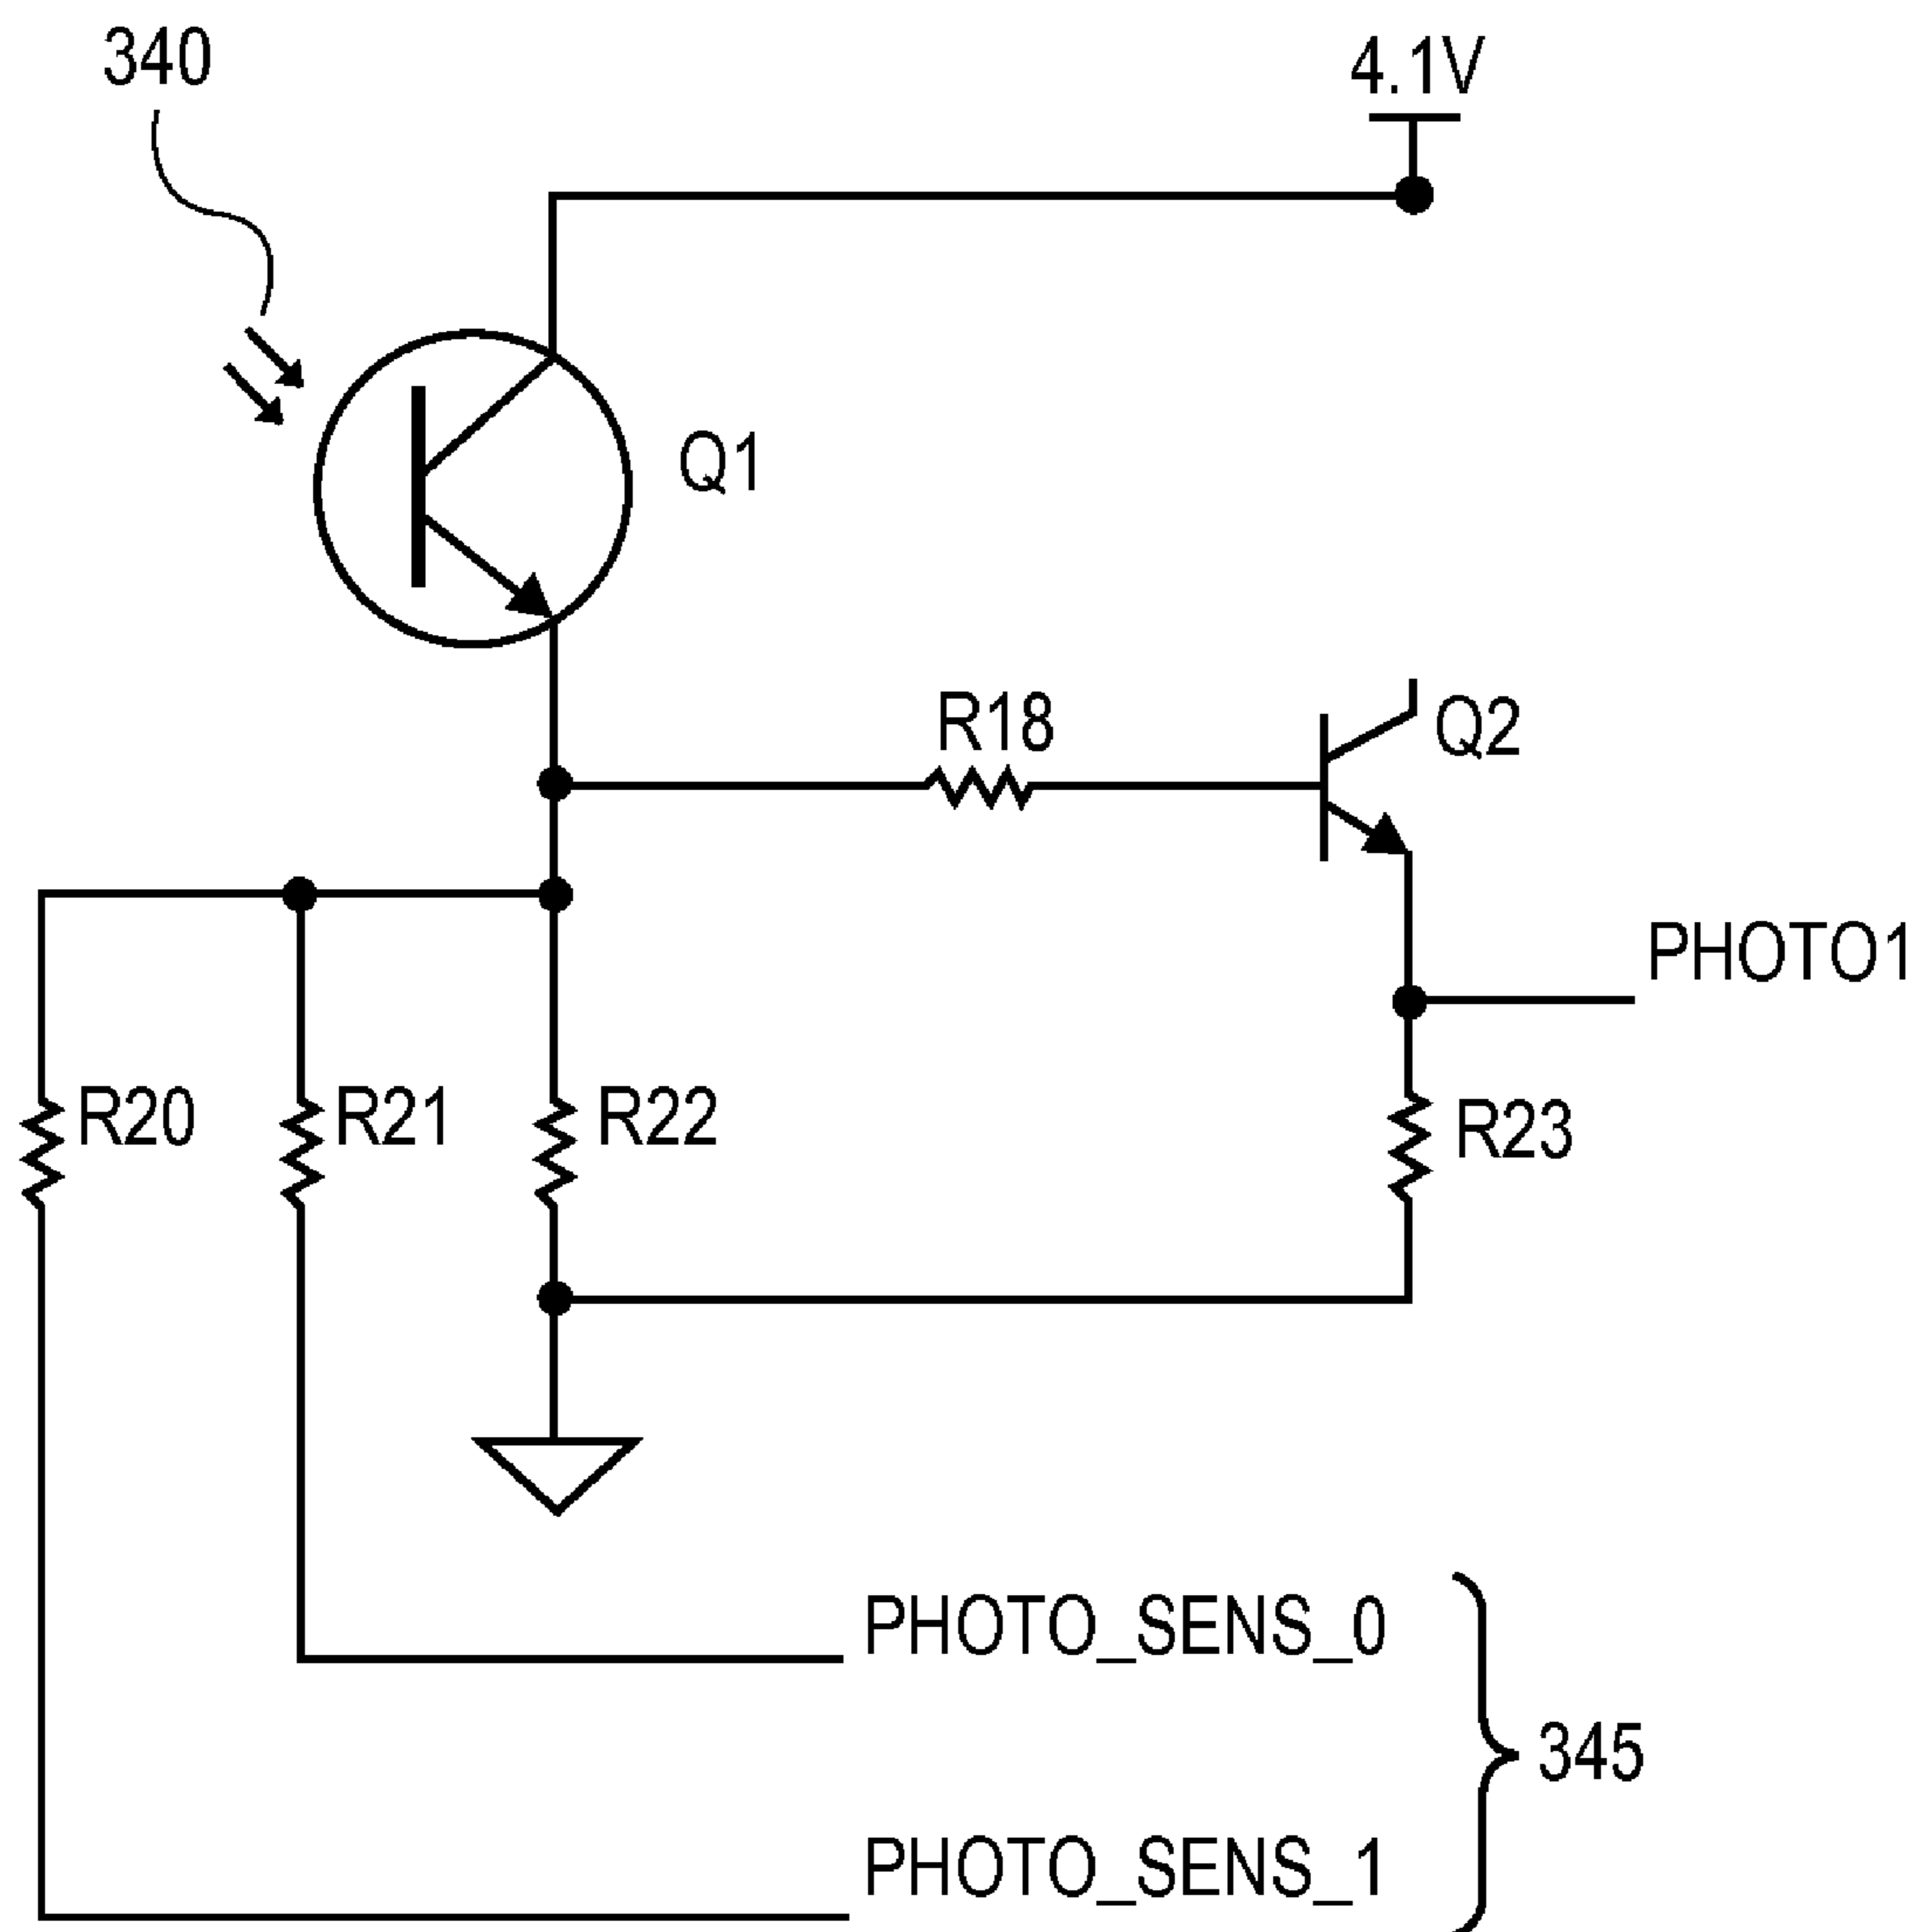 340
4.1V
Q1
R18
Q2
PHOTO1
R20
R21
R22
R23
PHOTO_SENS_0
345
PHOTO_SENS_1